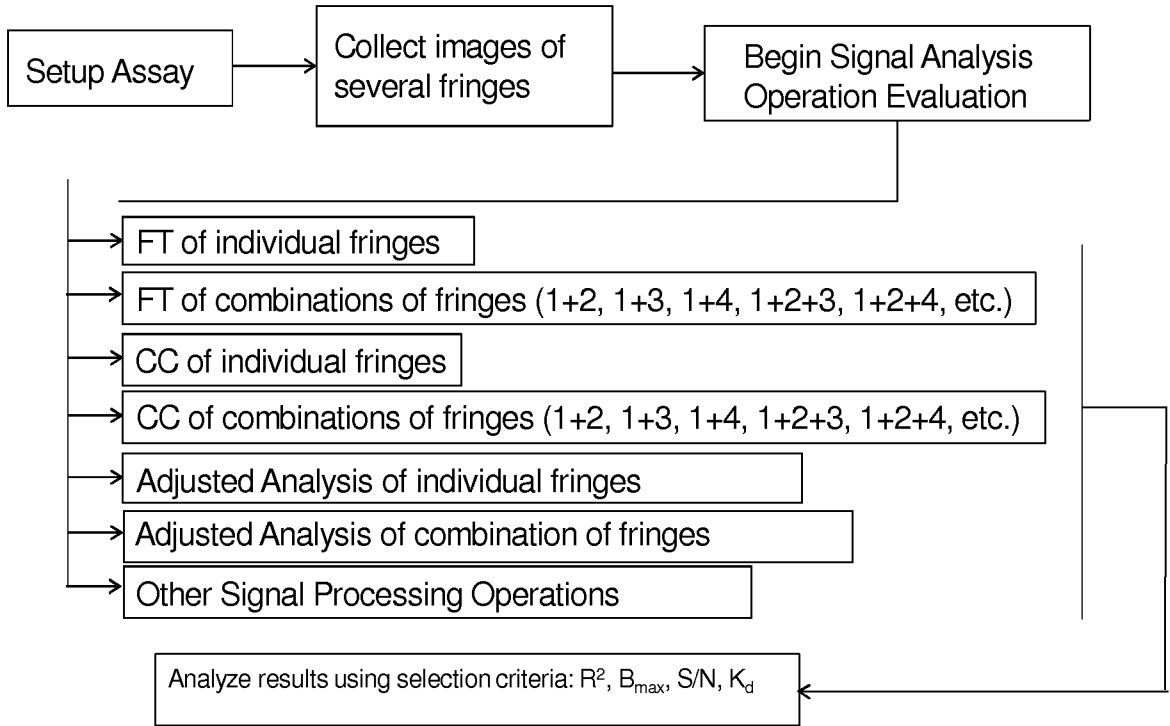 Setup Assay
Collect images of
several fringes
Begin Signal Analysis
Operation Evaluation
FT of individual fringes
FT of combinations of fringes (1+2, 1+3, 1+4, 1+2+3, 1+2+4, etc.)
CC of individual fringes
CC of combinations of fringes (1+2, 1+3, 1+4, 1+2+3, 1+2+4, etc.)
Adjusted Analysis of individual fringes
Adjusted Analysis of combination of fringes
Other Signal Processing Operations
Analyze results using selection criteria: R², Bmax, S/N, Kd